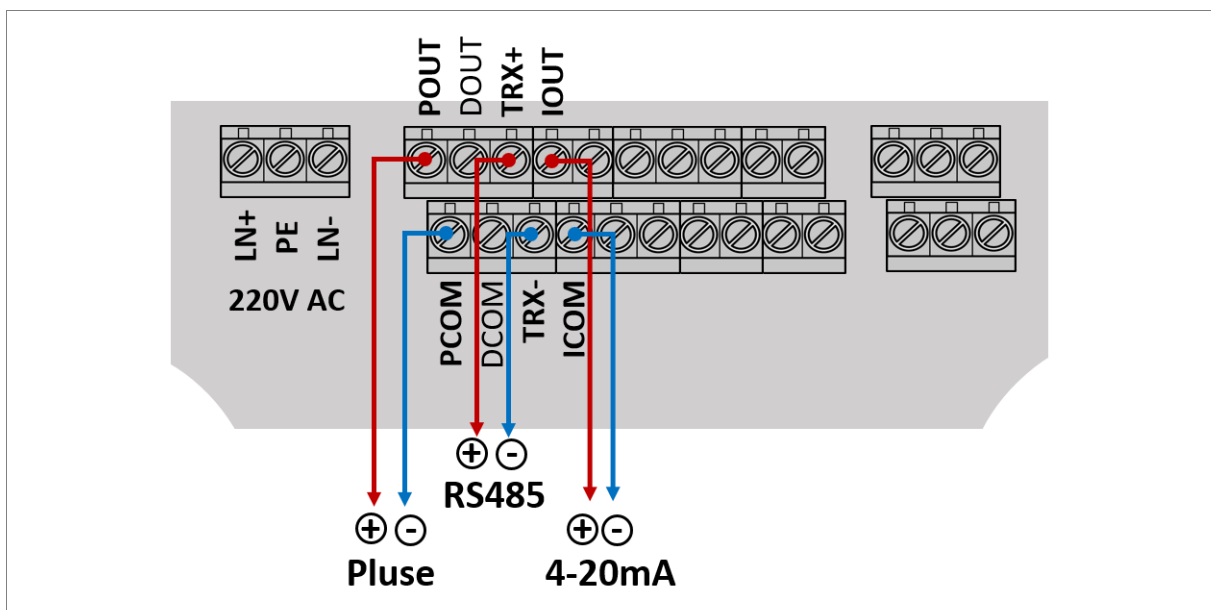 POUT
DOUT
TRX+
IOUT
LN+
PE
LN-
220V AC
PCOM
DCOM
TRX-
ICOM
+ -
RS485
+ -
Pluse
+ -
4-20mA